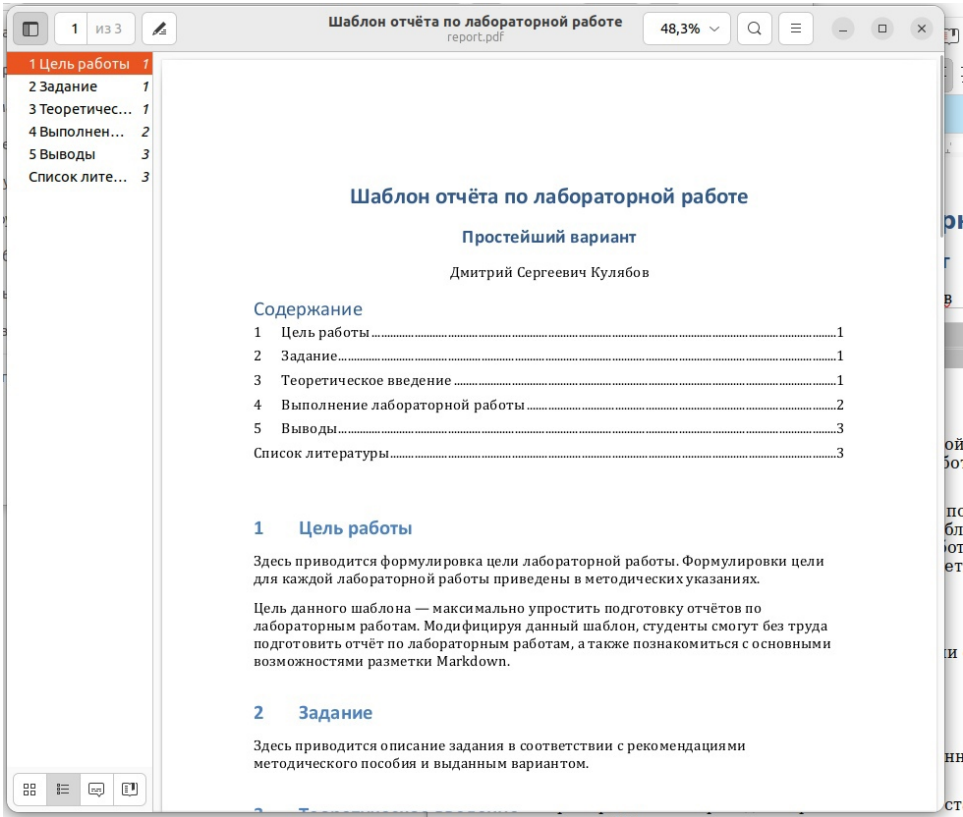 1 из 3
Шаблон отчёта по лабораторной работе
report.pdf
48,3%
1 Цель работы 1
2 Задание 1
3 Теоретичес… 1
4 Выполнен… 2
5 Выводы 3
Список лите… 3
Шаблон отчёта по лабораторной работе
Простейший вариант
Дмитрий Сергеевич Кулябов
Содержание
1 Цель работы 1
2 Задание 1
3 Теоретическое введение 1
4 Выполнение лабораторной работы 2
5 Выводы 3
Список литературы 3
1 Цель работы
Здесь приводится формулировка цели лабораторной работы. Формулировки цели
для каждой лабораторной работы приведены в методических указаниях.
Цель данного шаблона — максимально упростить подготовку отчётов по
лабораторным работам. Модифицируя данный шаблон, студенты смогут без труда
подготовить отчёт по лабораторным работам, а также познакомиться с основными
возможностями разметки Markdown.
2 Задание
Здесь приводится описание задания в соответствии с рекомендациями
методического пособия и выданным вариантом.